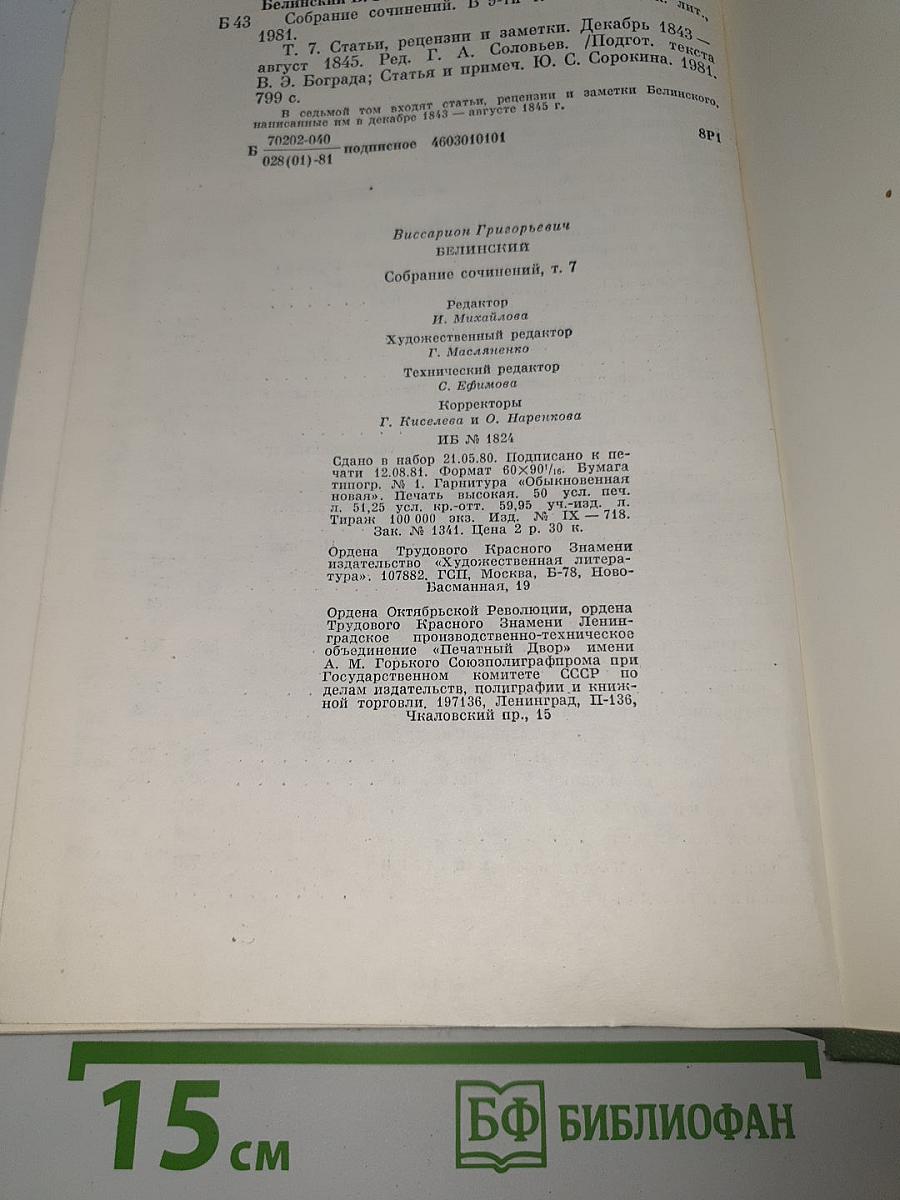 Белинский В.
Б 43 Собрание сочинений. В 9-ти лит.,
1981.
Т. 7. Статьи, рецензии и заметки. Декабрь 1843 —
август 1845. Ред. Г. А. Соловьев. /Подгот. текста
В. Э. Бограда; Статья и примеч. Ю. С. Сорокина. 1981.
799 с.
В седьмой том входят статьи, рецензии и заметки Белинского,
написанные им в декабре 1843 — августе 1845 г.
Б 70202-040 подписное 4603010101
028(01)-81
8Р1
Виссарион Григорьевич
БЕЛИНСКИЙ
Собрание сочинений, т. 7
Редактор
И. Михайлова
Художественный редактор
Г. Масляненко
Технический редактор
С. Ефимова
Корректоры
Г. Киселева и О. Наренкова
ИБ № 1824
Сдано в набор 21.05.80. Подписано к пе-
чати 12.08.81. Формат 60×90¹/₁₆. Бумага
типогр. № 1. Гарнитура «Обыкновенная
новая». Печать высокая. 50 усл. печ.
л. 51,25 усл. кр.-отт. 59,95 уч.-изд. л.
Тираж 100 000 экз. Изд. № IX — 718.
Зак. № 1341. Цена 2 р. 30 к.
Ордена Трудового Красного Знамени
издательство «Художественная литера-
тура». 107882, ГСП, Москва, Б-78, Ново-
Басманная, 19
Ордена Октябрьской Революции, ордена
Трудового Красного Знамени Ленин-
градское производственно-техническое
объединение «Печатный Двор» имени
А. М. Горького Союзполиграфпрома при
Государственном комитете СССР по
делам издательств, полиграфии и книж-
ной торговли. 197136, Ленинград, П-136,
Чкаловский пр., 15
15 см
БФ БИБЛИОФАН